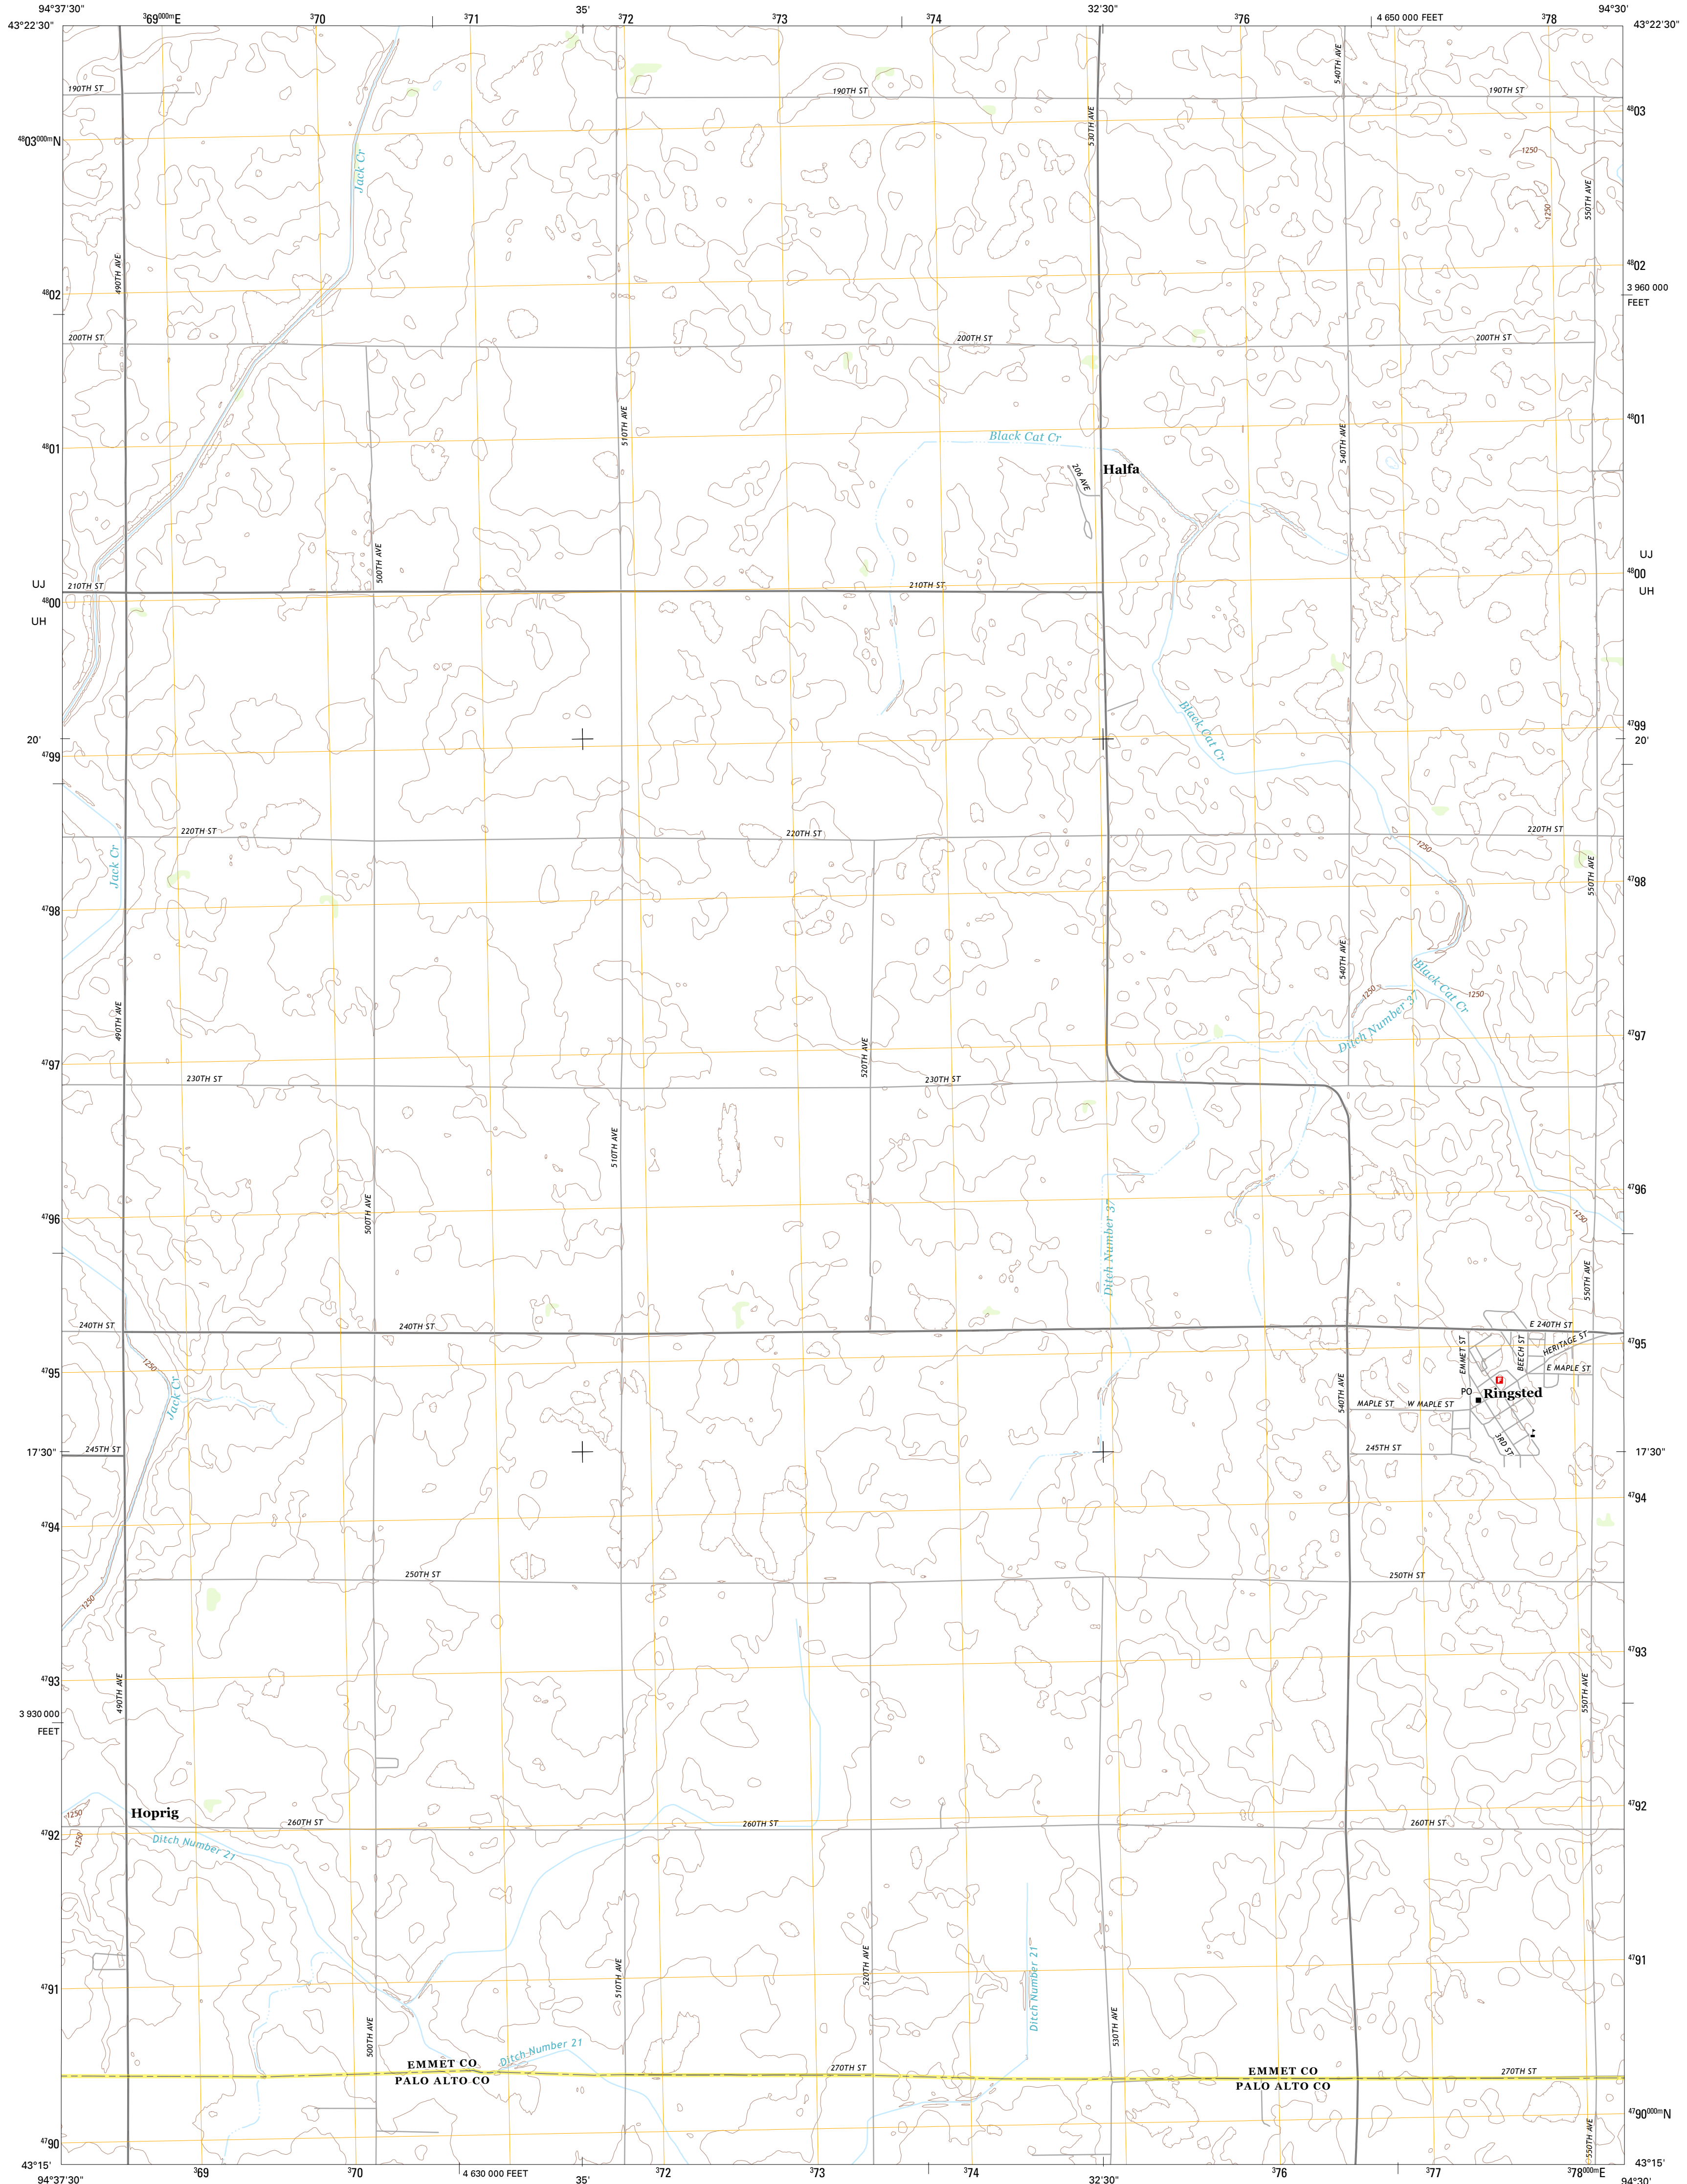 94°37'30" 369000mE 370 371 35' 372 373 374 32'30" 376 4 650 000 FEET 378 94°30'
43°22'30" 43°22'30"
540TH AVE
190TH ST 190TH ST 190TH ST
4803 530TH AVE
4803000mN
1250
Jack Cr
550TH AVE
1250
490TH AVE
4802 4802
3 960 000
FEET
200TH ST 200TH ST 200TH ST
510TH AVE
4801 4801
Black Cat Cr
540TH AVE
Halfa
206 AVE
500TH AVE
UJ UJ
210TH ST 210TH ST
4800 4800
UH UH
Black Cat Cr
4799
20' 20'
4799
220TH ST 220TH ST 220TH ST
1250
Jack Cr
550TH AVE
4798
4798
540TH AVE
Black Cat Cr
1250 1250
490TH AVE
Ditch Number 37
4797
4797
520TH AVE
230TH ST 230TH ST
510TH AVE
4796
500TH AVE
4796
1250
Ditch Number 37
550TH AVE
240TH ST 240TH ST E 240TH ST
EMMET ST BEECH ST HERITAGE ST
4795
1250
4795
E MAPLE ST
F
Jack Cr
PO Ringsted
540TH AVE
MAPLE ST W MAPLE ST
3RD ST
245TH ST 245TH ST
17'30" 17'30"
4794
4794
250TH ST 250TH ST
1250
4793
4793
490TH AVE
550TH AVE
3 930 000
FEET
1250
Hoprig
4792
260TH ST 260TH ST 260TH ST
4792
1250
Ditch Number 21
4791
520TH AVE
510TH AVE
Ditch Number 21
4791
500TH AVE
530TH AVE
Ditch Number 21
EMMET CO 270TH ST EMMET CO 270TH ST
PALO ALTO CO PALO ALTO CO
4790000mN
550TH AVE
4790
43°15' 43°15'
94°37'30" 369 370 4 630 000 FEET 35' 372 373 374 32'30" 376 377 378000mE 94°30'